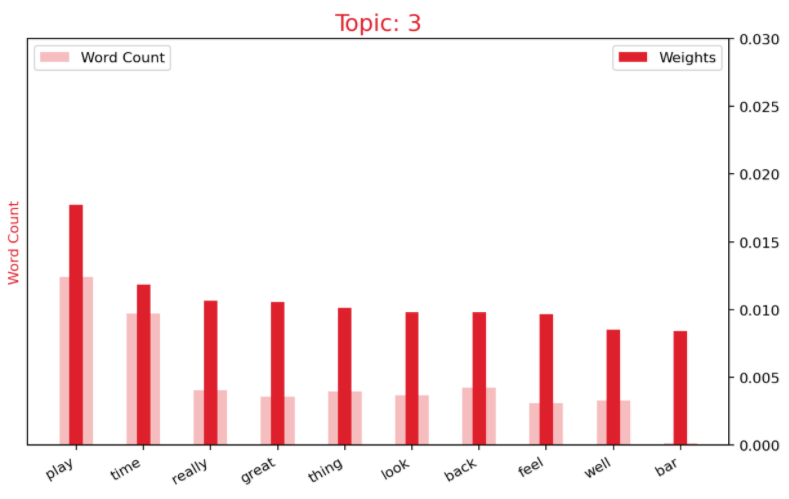 Topic: 3
Word Count
Weights
Word Count
0.030
0.025
0.020
0.015
0.010
0.005
0.000
play
time
really
great
thing
look
back
feel
well
bar